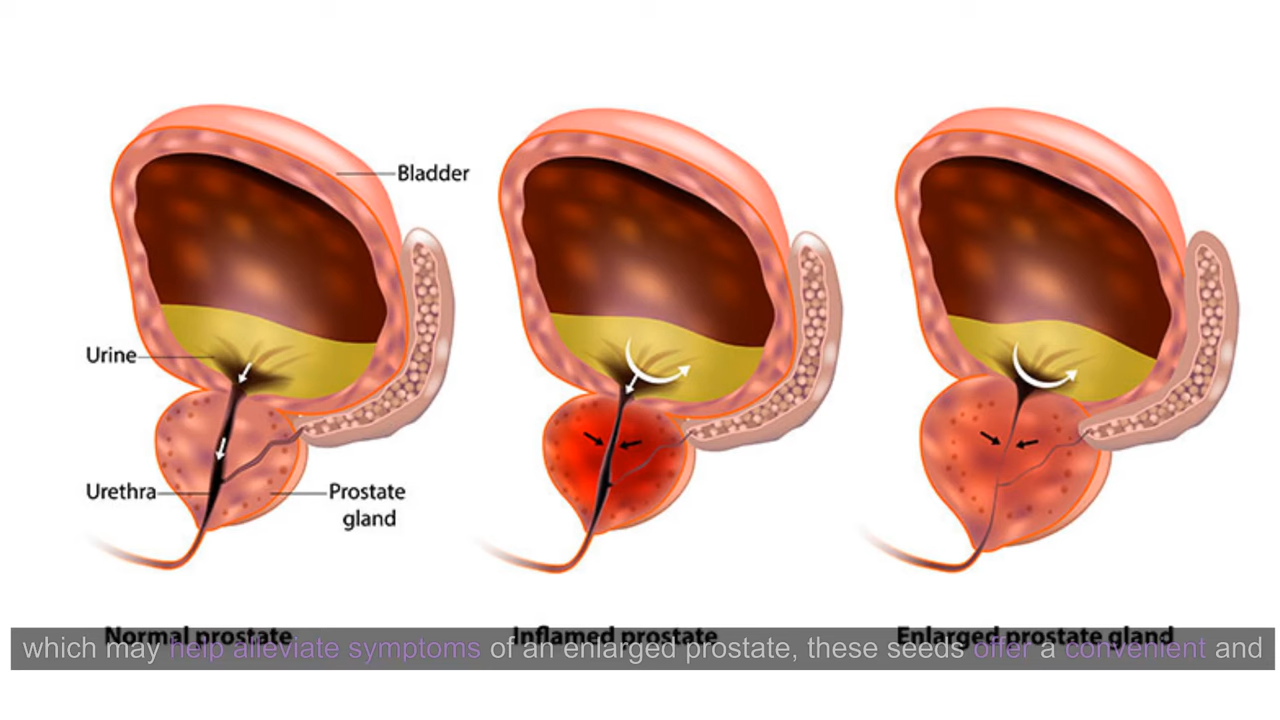 Bladder
Urine
Urethra
Prostate
gland
Normal prostate
Inflamed prostate
Enlarged prostate gland
which may help alleviate symptoms of an enlarged prostate, these seeds offer a convenient and